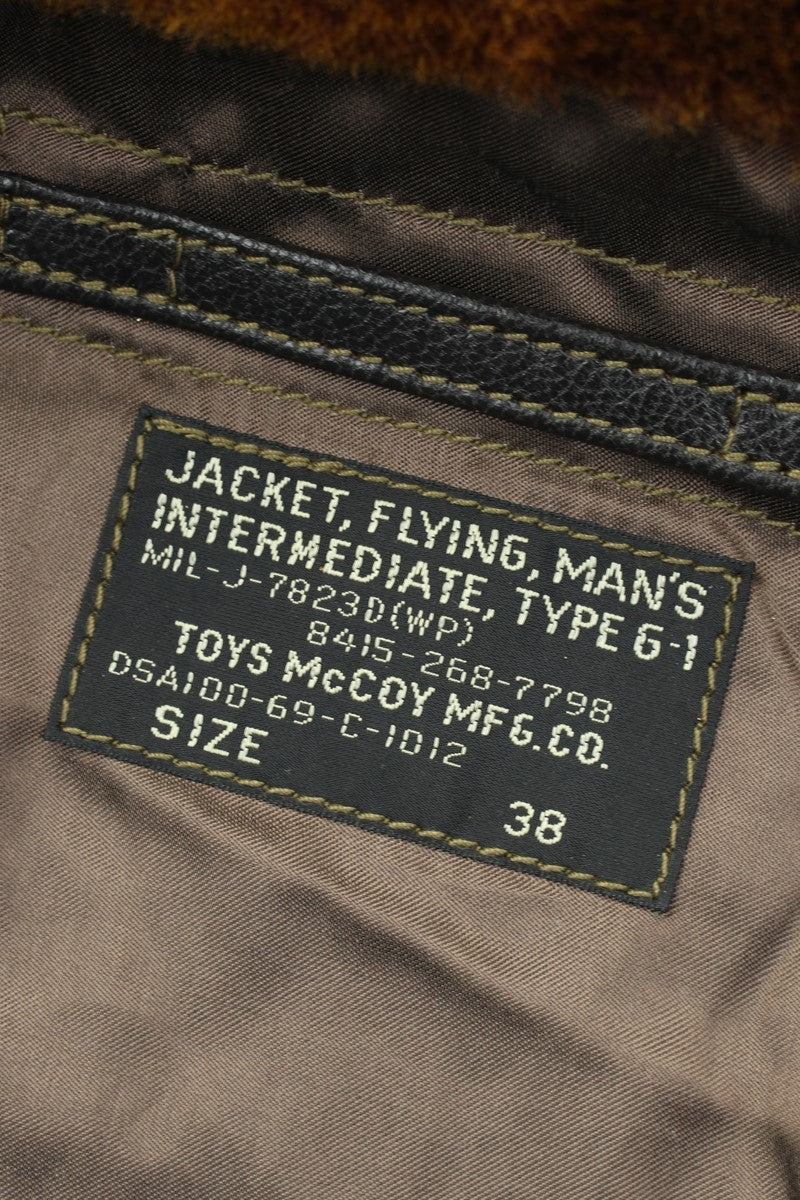 JACKET, FLYING, MAN'S
INTERMEDIATE, TYPE G-1
MIL-J-7823D(WP)
8415-268-7798
TOYS McCOY MFG.CO.
DSA100-69-C-1012
SIZE
38